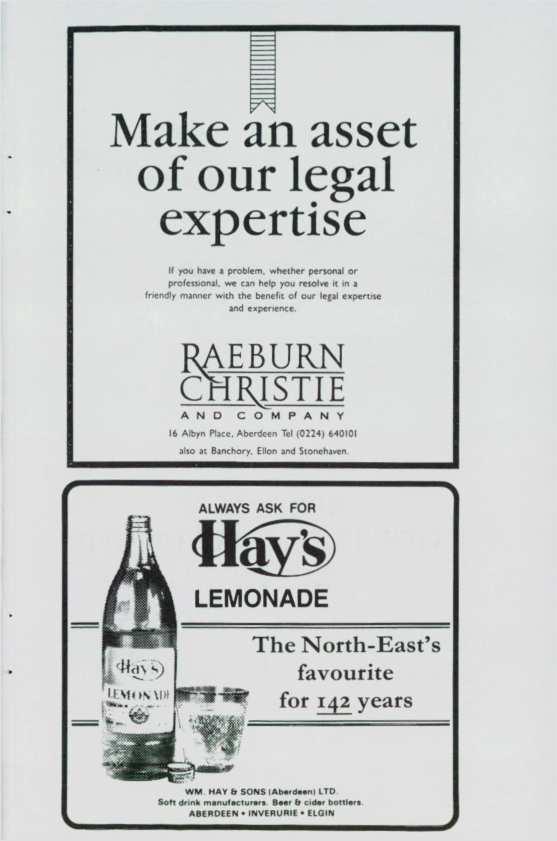 Make an asset
of our legal
expertise
If you have a problem, whether personal or
professional, we can help you resolve it in a
friendly manner with the benefit of our legal expertise
and experience.
RAEBURN
CHRISTIE
AND COMPANY
16 Albyn Place, Aberdeen Tel (0224) 640101
also at Banchory, Ellon and Stonehaven.
ALWAYS ASK FOR
Hay's
LEMONADE
The North-East's
favourite
for 142 years
Hay's
LEMONADE
WM. HAY & SONS (Aberdeen) LTD.
Soft drink manufacturers. Beer & cider bottlers.
ABERDEEN • INVERURIE • ELGIN